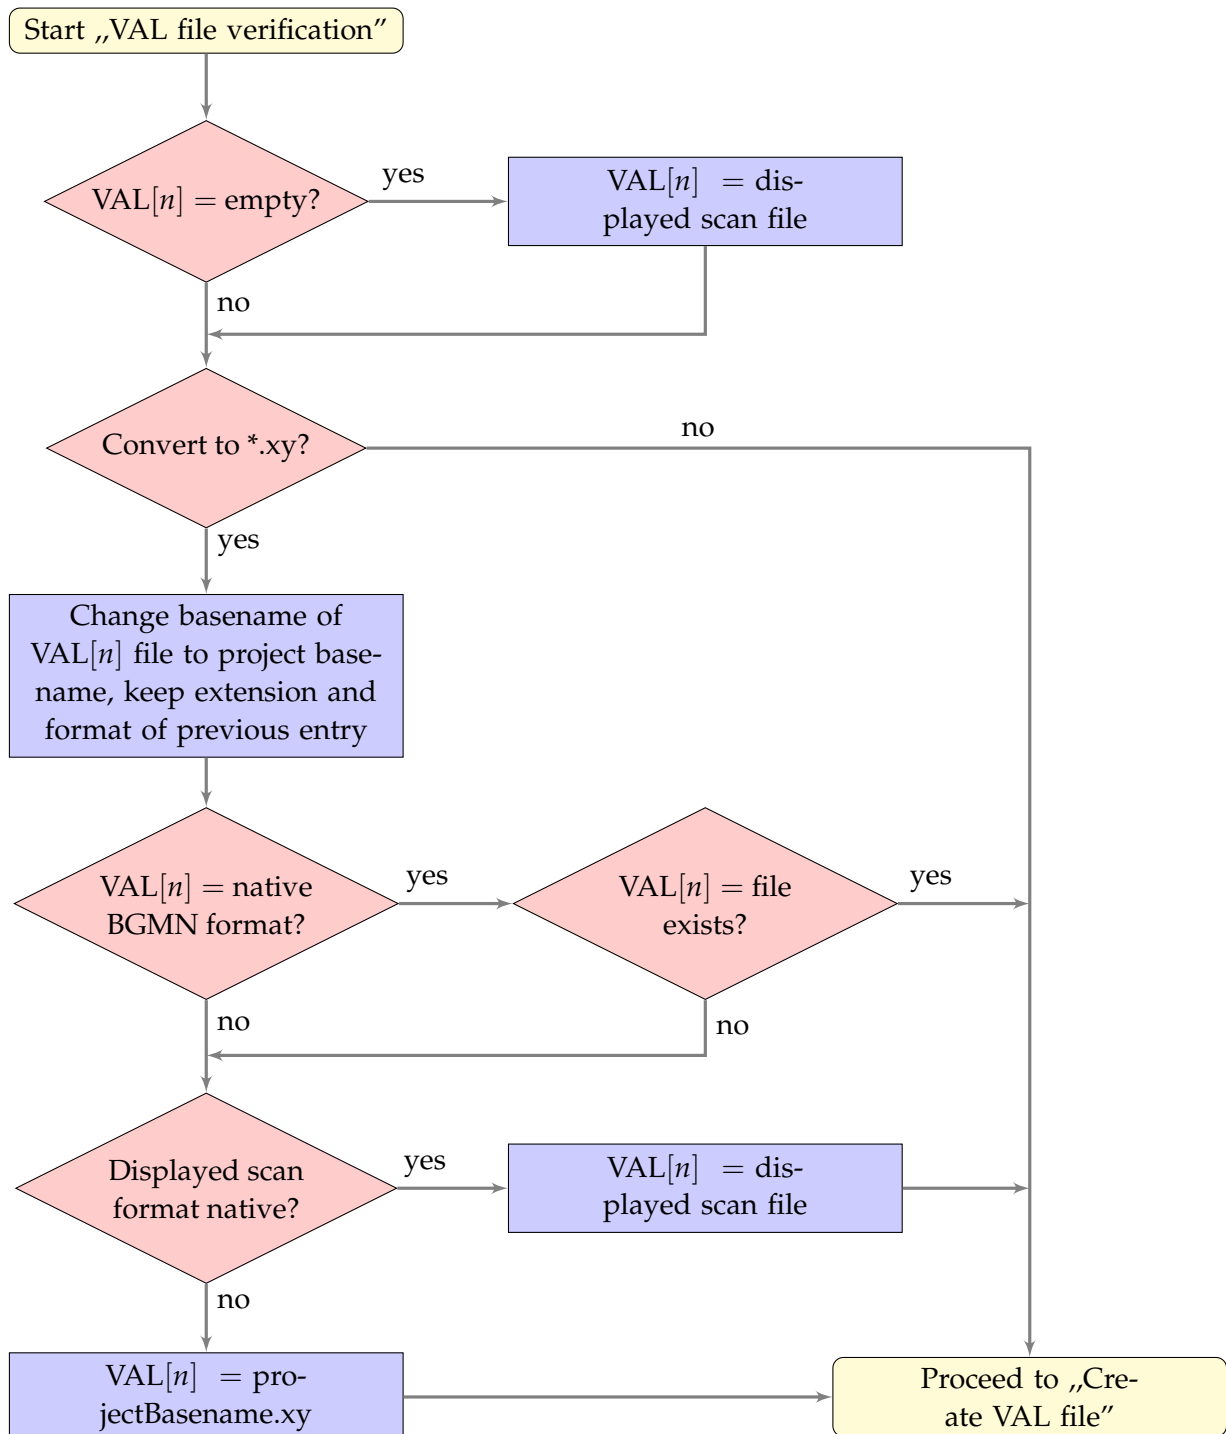 Start „VAL file verification”
VAL[n] = empty?
yes
VAL[n] = dis-
played scan file
no
Convert to *.xy?
no
yes
Change basename of
VAL[n] file to project base-
name, keep extension and
format of previous entry
VAL[n] = native
BGMN format?
yes
VAL[n] = file
exists?
yes
no
no
Displayed scan
format native?
yes
VAL[n] = dis-
played scan file
no
VAL[n] = pro-
jectBasename.xy
Proceed to „Cre-
ate VAL file”